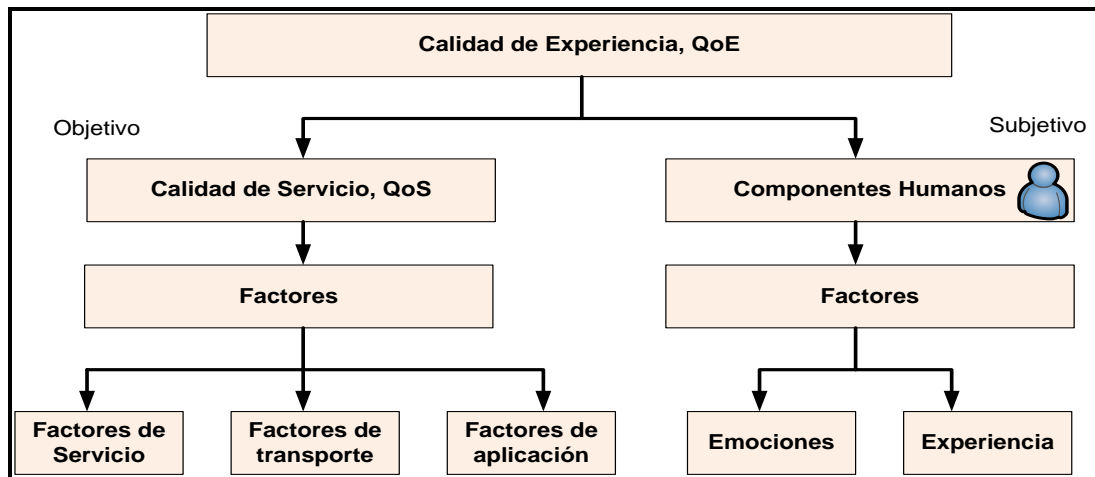 Calidad de Experiencia, QoE
Objetivo
Subjetivo
Calidad de Servicio, QoS
Componentes Humanos
Factores
Factores
Factores de
Servicio
Factores de
transporte
Factores de
aplicación
Emociones
Experiencia